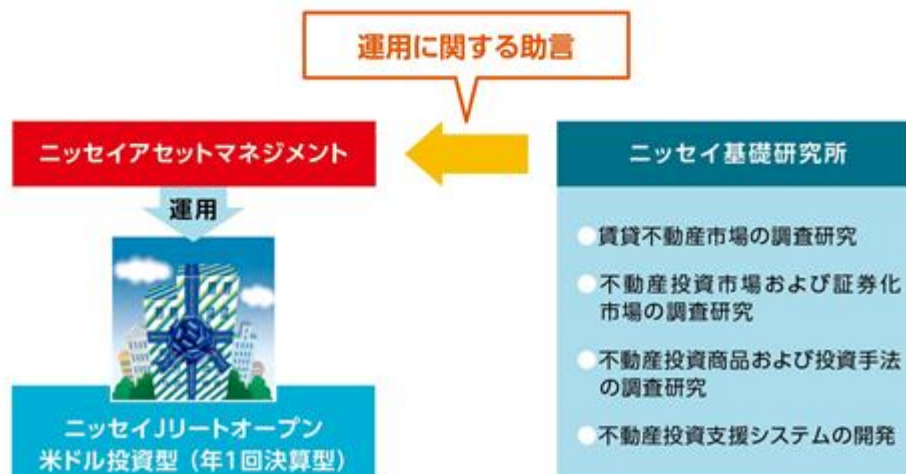 運用に関する助言
ニッセイアセットマネジメント
運用
ニッセイJリートオープン
米ドル投資型（年1回決算型）
ニッセイ基礎研究所
●賃貸不動産市場の調査研究
●不動産投資市場および証券化
市場の調査研究
●不動産投資商品および投資手法
の調査研究
●不動産投資支援システムの開発